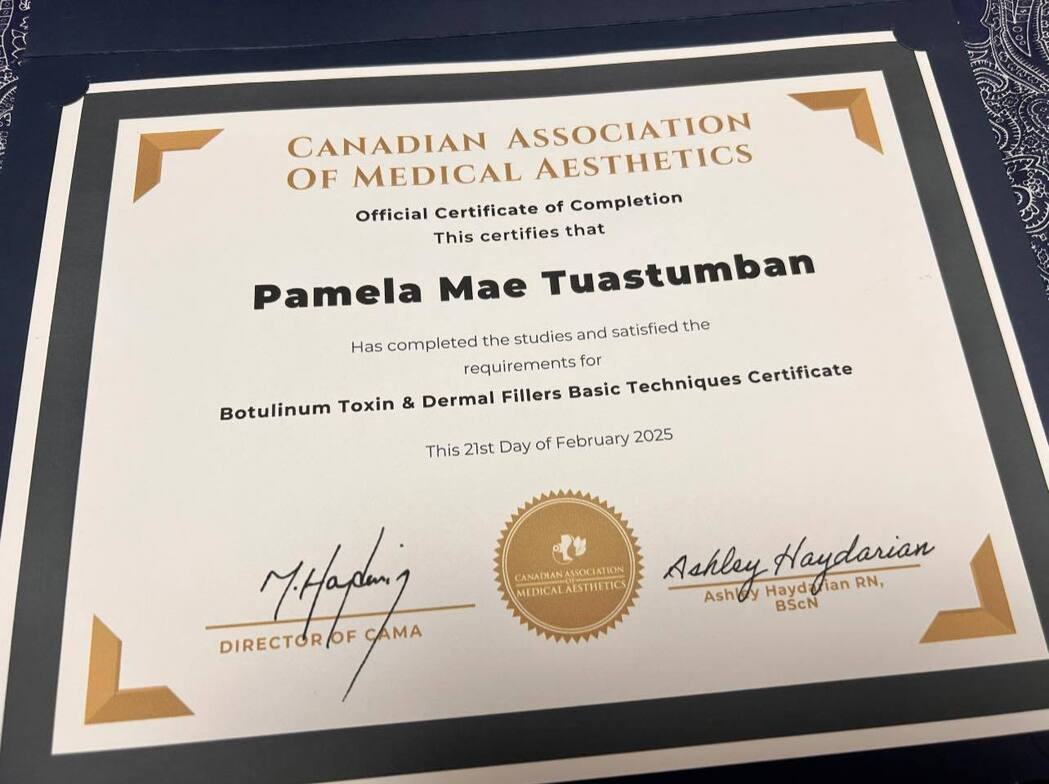 CANADIAN ASSOCIATION
OF MEDICAL AESTHETICS
Official Certificate of Completion
This certifies that
Pamela Mae Tuastumban
Has completed the studies and satisfied the
requirements for
Botulinum Toxin & Dermal Fillers Basic Techniques Certificate
This 21st Day of February 2025
DIRECTOR OF CAMA
CANADIAN ASSOCIATION
OF
MEDICAL AESTHETICS
Ashley Haydarian
Ashley Haydarian RN,
BScN